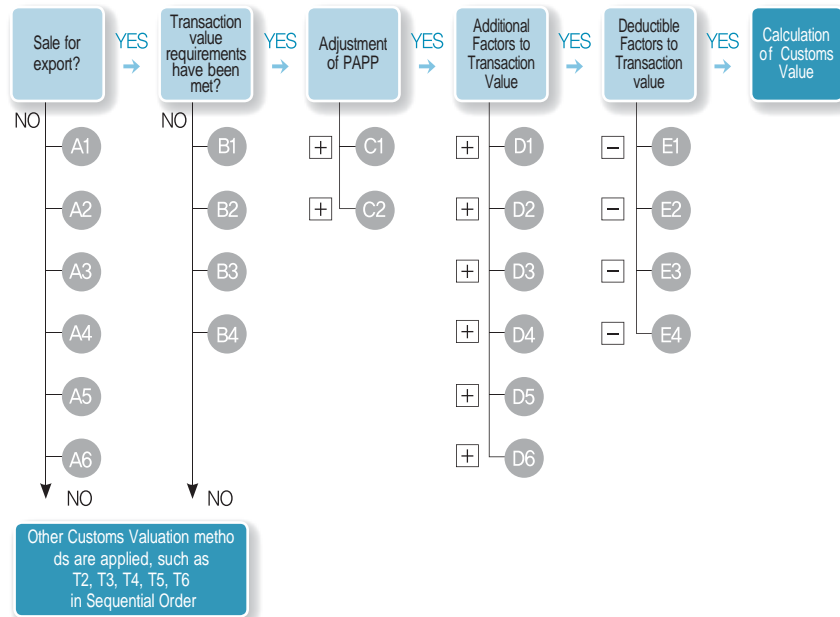 Sale for
export?
YES
Transaction
value
requirements
have been
met?
YES
Adjustment
of PAPP
YES
Additional
Factors to
Transaction
Value
YES
Deductible
Factors to
Transaction
value
YES
Calculation
of Customs
Value
NO
NO
A1
B1
+
C1
+
D1
−
E1
A2
B2
+
C2
+
D2
−
E2
A3
B3
+
D3
−
E3
A4
B4
+
D4
−
E4
A5
+
D5
A6
+
D6
NO
NO
Other Customs Valuation metho
ds are applied, such as
T2, T3, T4, T5, T6
in Sequential Order